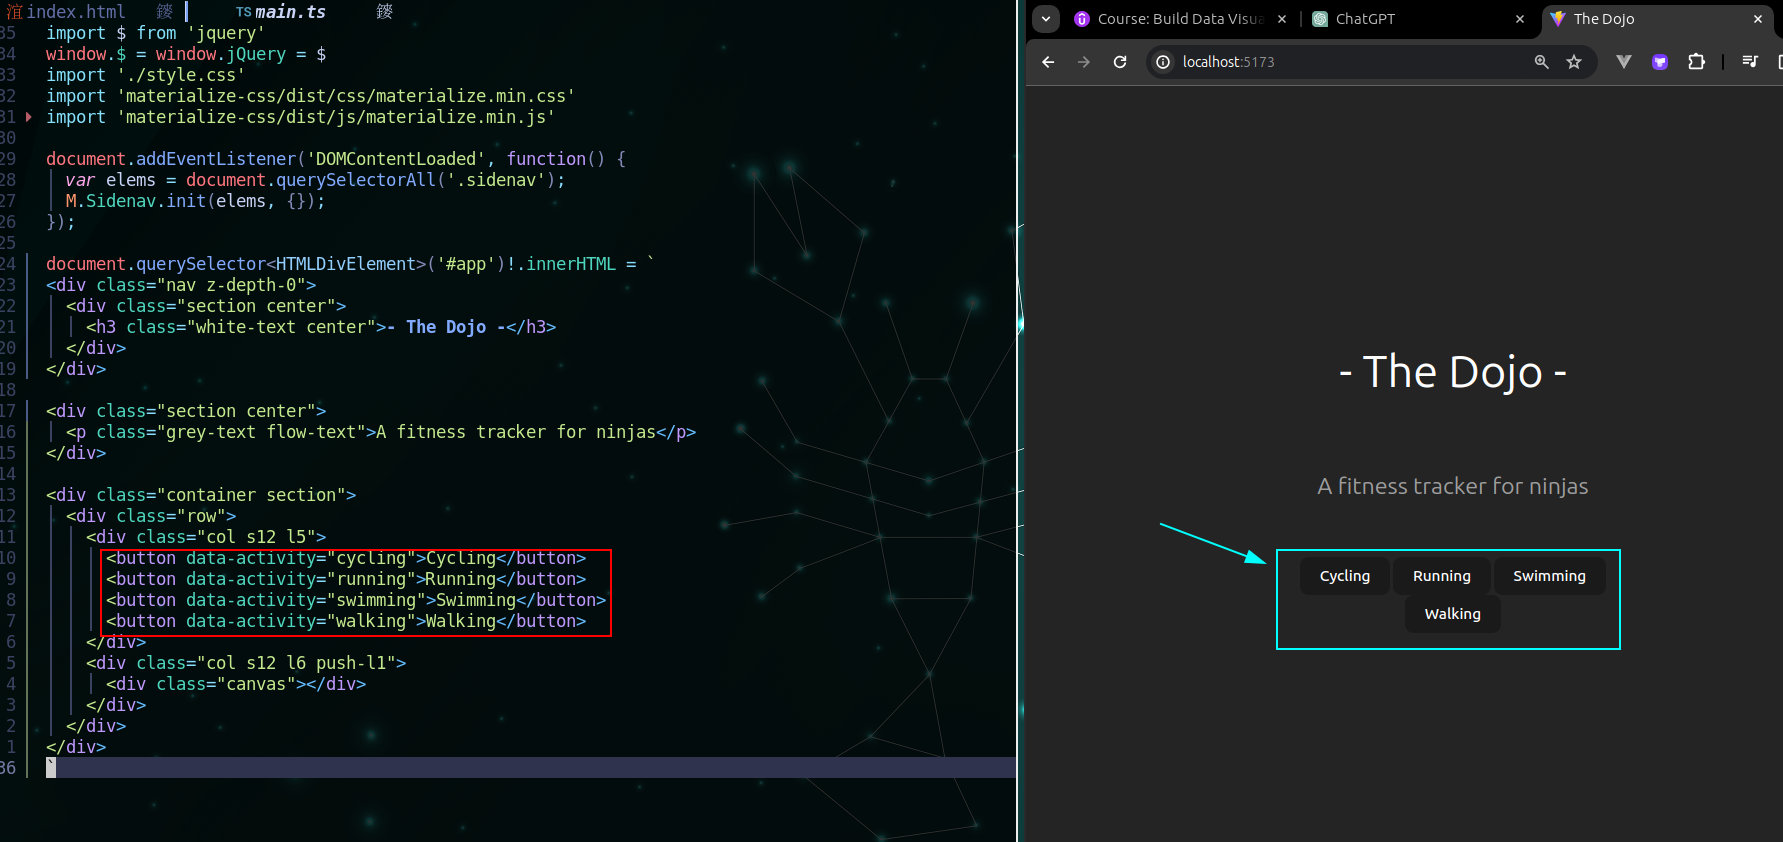 index.html
TS main.ts
35 import $ from 'jquery'
34 window.$ = window.jQuery = $
33 import './style.css'
32 import 'materialize-css/dist/css/materialize.min.css'
31 import 'materialize-css/dist/js/materialize.min.js'
30
29 document.addEventListener('DOMContentLoaded', function() {
28 var elems = document.querySelectorAll('.sidenav');
27 M.Sidenav.init(elems, {});
26 });
25
24 document.querySelector<HTMLDivElement>('#app')!.innerHTML = `
23 <div class="nav z-depth-0">
22 <div class="section center">
21 <h3 class="white-text center">- The Dojo -</h3>
20 </div>
19 </div>
18
17 <div class="section center">
16 <p class="grey-text flow-text">A fitness tracker for ninjas</p>
15 </div>
14
13 <div class="container section">
12 <div class="row">
11 <div class="col s12 l5">
10 <button data-activity="cycling">Cycling</button>
9 <button data-activity="running">Running</button>
8 <button data-activity="swimming">Swimming</button>
7 <button data-activity="walking">Walking</button>
6 </div>
5 <div class="col s12 l6 push-l1">
4 <div class="canvas"></div>
3 </div>
2 </div>
1 </div>
36 `
Course: Build Data Visua
ChatGPT
The Dojo
localhost:5173
- The Dojo -
A fitness tracker for ninjas
Cycling Running Swimming
Walking